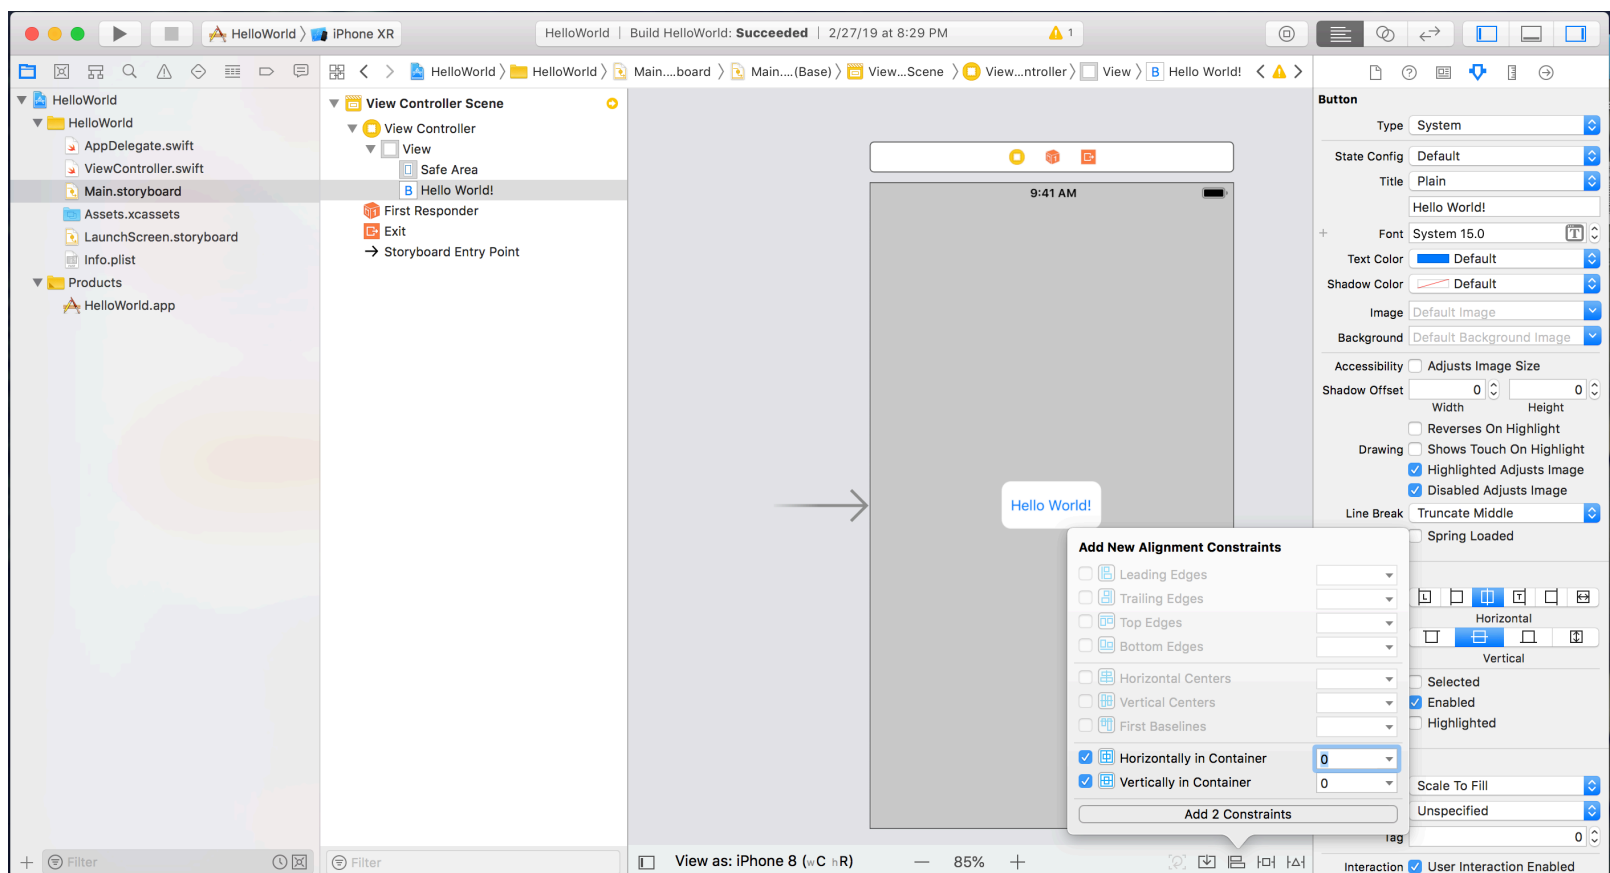 HelloWorld
iPhone XR
HelloWorld | Build HelloWorld: Succeeded | 2/27/19 at 8:29 PM
1
HelloWorld
HelloWorld
Main....board
Main....(Base)
View...Scene
View...ntroller
View
B Hello World!
HelloWorld
HelloWorld
AppDelegate.swift
ViewController.swift
Main.storyboard
Assets.xcassets
LaunchScreen.storyboard
Info.plist
Products
HelloWorld.app
Filter
View Controller Scene
View Controller
View
Safe Area
B Hello World!
First Responder
Exit
Storyboard Entry Point
Filter
9:41 AM
Hello World!
Add New Alignment Constraints
Leading Edges
Trailing Edges
Top Edges
Bottom Edges
Horizontal Centers
Vertical Centers
First Baselines
Horizontally in Container 0
Vertically in Container 0
Add 2 Constraints
View as: iPhone 8 (wC hR)
85%
Button
Type System
State Config Default
Title Plain
Hello World!
Font System 15.0 T
Text Color Default
Shadow Color Default
Image Default Image
Background Default Background Image
Accessibility Adjusts Image Size
Shadow Offset 0 0
Width Height
Reverses On Highlight
Drawing Shows Touch On Highlight
Highlighted Adjusts Image
Disabled Adjusts Image
Line Break Truncate Middle
Spring Loaded
L T
Horizontal
Vertical
Selected
Enabled
Highlighted
Scale To Fill
Unspecified
Tag 0
Interaction User Interaction Enabled